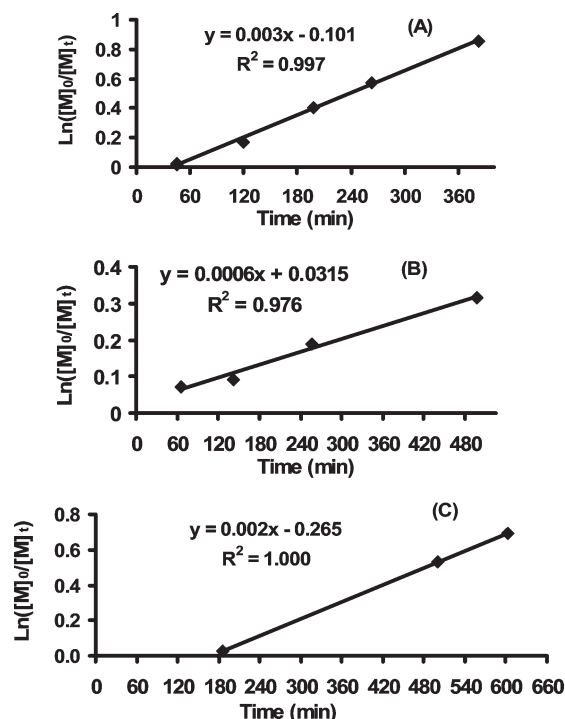 (A)
y = 0.003x - 0.101
R² = 0.997
Ln([M]₀/[M]ₜ)
1
0.8
0.6
0.4
0.2
0
0 60 120 180 240 300 360
Time (min)
(B)
y = 0.0006x + 0.0315
R² = 0.976
Ln([M]₀/[M]ₜ)
0.4
0.3
0.2
0.1
0
0 60 120 180 240 300 360 420 480
Time (min)
(C)
y = 0.002x - 0.265
R² = 1.000
Ln([M]₀/[M]ₜ)
0.8
0.6
0.4
0.2
0.0
0 60 120 180 240 300 360 420 480 540 600 660
Time (min)